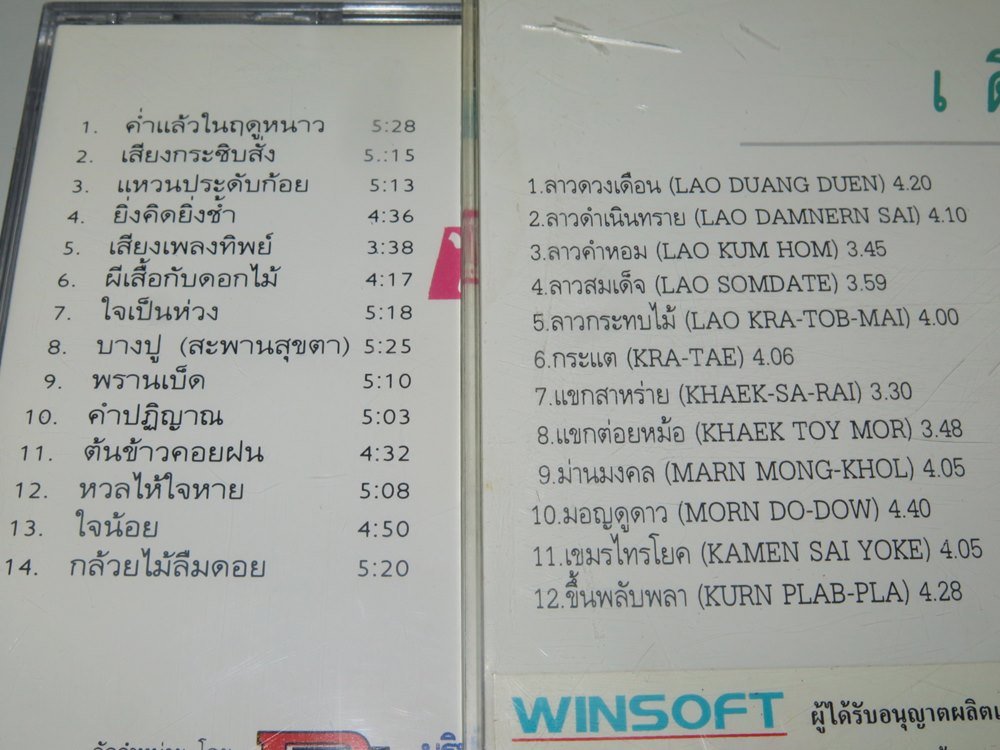 1. ค่ำแล้วในฤดูหนาว 5:28
2. เสียงกระซิบสั่ง 5.:15
3. แหวนประดับก้อย 5:13
4. ยิ่งคิดยิ่งช้ำ 4:36
5. เสียงเพลงทิพย์ 3:38
6. ผีเสื้อกับดอกไม้ 4:17
7. ใจเป็นห่วง 5:18
8. บางปู (สะพานสุขตา) 5:25
9. พรานเบ็ด 5:10
10. คำปฏิญาณ 5:03
11. ต้นข้าวคอยฝน 4:32
12. หวลไห้ใจหาย 5:08
13. ใจน้อย 4:50
14. กล้วยไม้ลืมดอย 5:20
1.ลาวดวงเดือน (LAO DUANG DUEN) 4.20
2.ลาวดำเนินทราย (LAO DAMNERN SAI) 4.10
3.ลาวคำหอม (LAO KUM HOM) 3.45
4.ลาวสมเด็จ (LAO SOMDATE) 3.59
5.ลาวกระทบไม้ (LAO KRA-TOB-MAI) 4.00
6.กระแต (KRA-TAE) 4.06
7.แขกสาหร่าย (KHAEK-SA-RAI) 3.30
8.แขกต่อยหม้อ (KHAEK TOY MOR) 3.48
9.ม่านมงคล (MARN MONG-KHOL) 4.05
10.มอญดูดาว (MORN DO-DOW) 4.40
11.เขมรไทรโยค (KAMEN SAI YOKE) 4.05
12.ขึ้นพลับพลา (KURN PLAB-PLA) 4.28
WINSOFT ผู้ได้รับอนุญาตผลิต